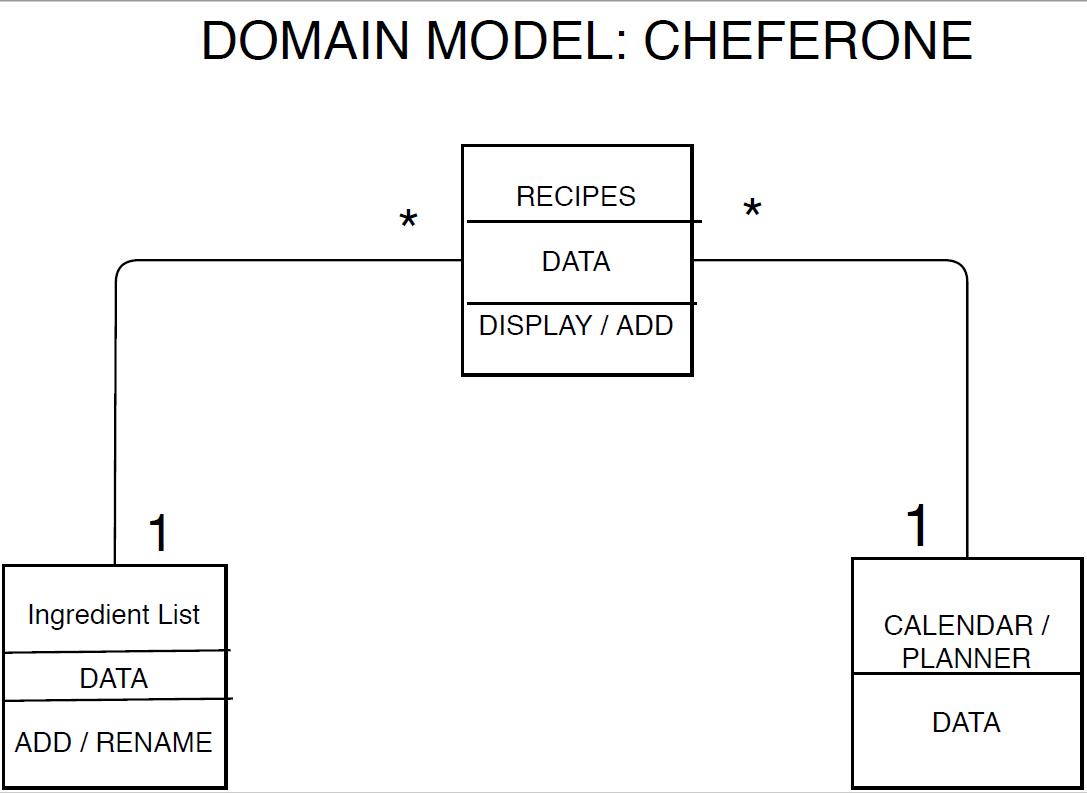 DOMAIN MODEL: CHEFERONE
RECIPES
*
*
DATA
DISPLAY / ADD
1
1
Ingredient List
DATA
ADD / RENAME
CALENDAR /
PLANNER
DATA